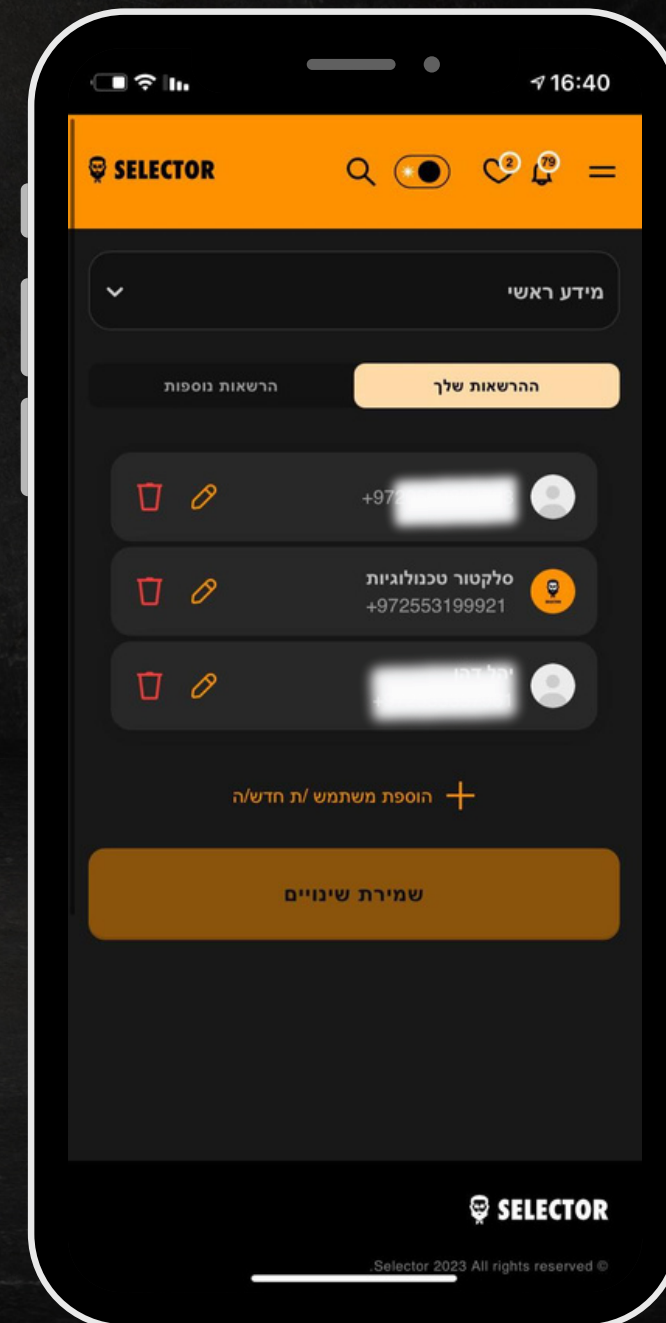 16:40
SELECTOR
2
79
מידע ראשי
ההרשאות שלך
הרשאות נוספות
+972
סלקטור טכנולוגיות
+972553199921
הוספת משתמש /ת חדש/ה
שמירת שינויים
SELECTOR
.Selector 2023 All rights reserved ©